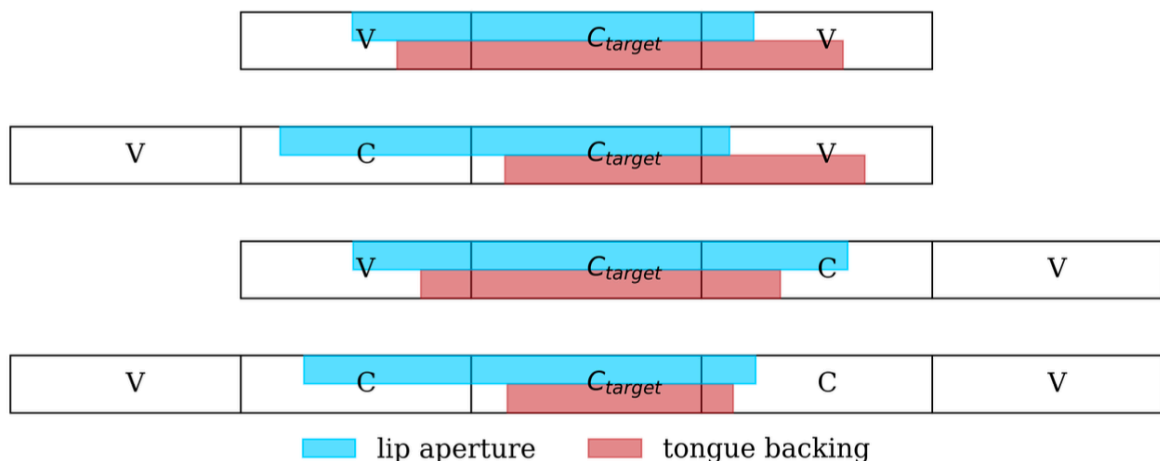 V C_target V
V C C_target V
V C_target C V
V C C_target C V
lip aperture tongue backing